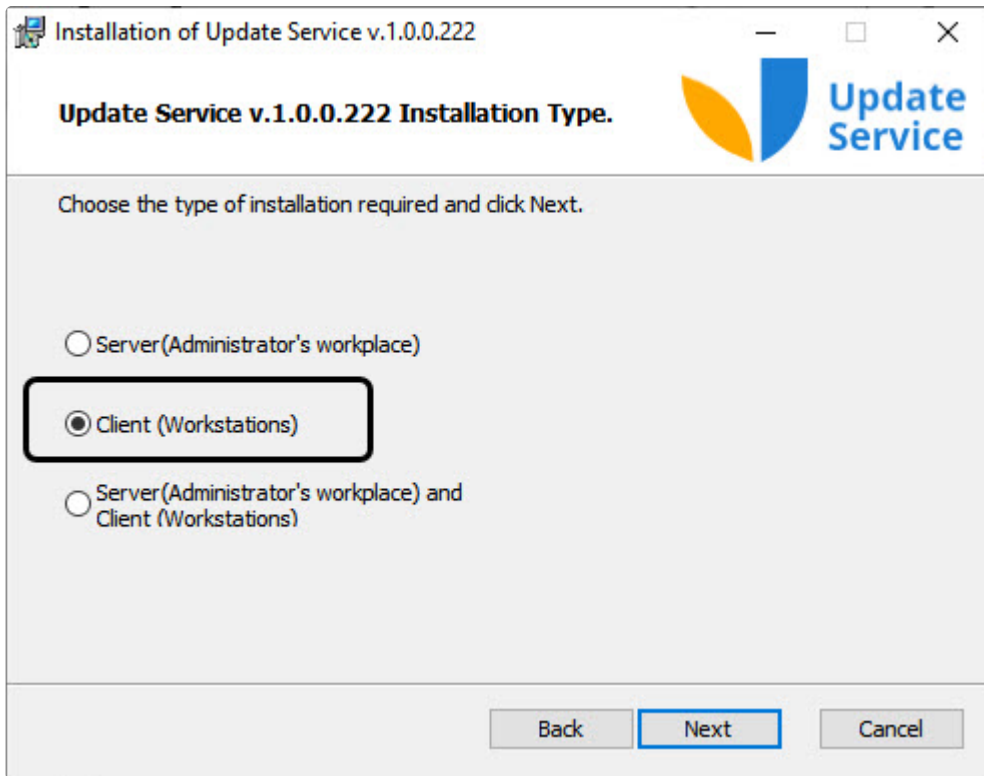 Installation of Update Service v.1.0.0.222
Update Service v.1.0.0.222 Installation Type.
Update
Service
Choose the type of installation required and click Next.
Server(Administrator's workplace)
Client (Workstations)
Server(Administrator's workplace) and
Client (Workstations)
Back
Next
Cancel